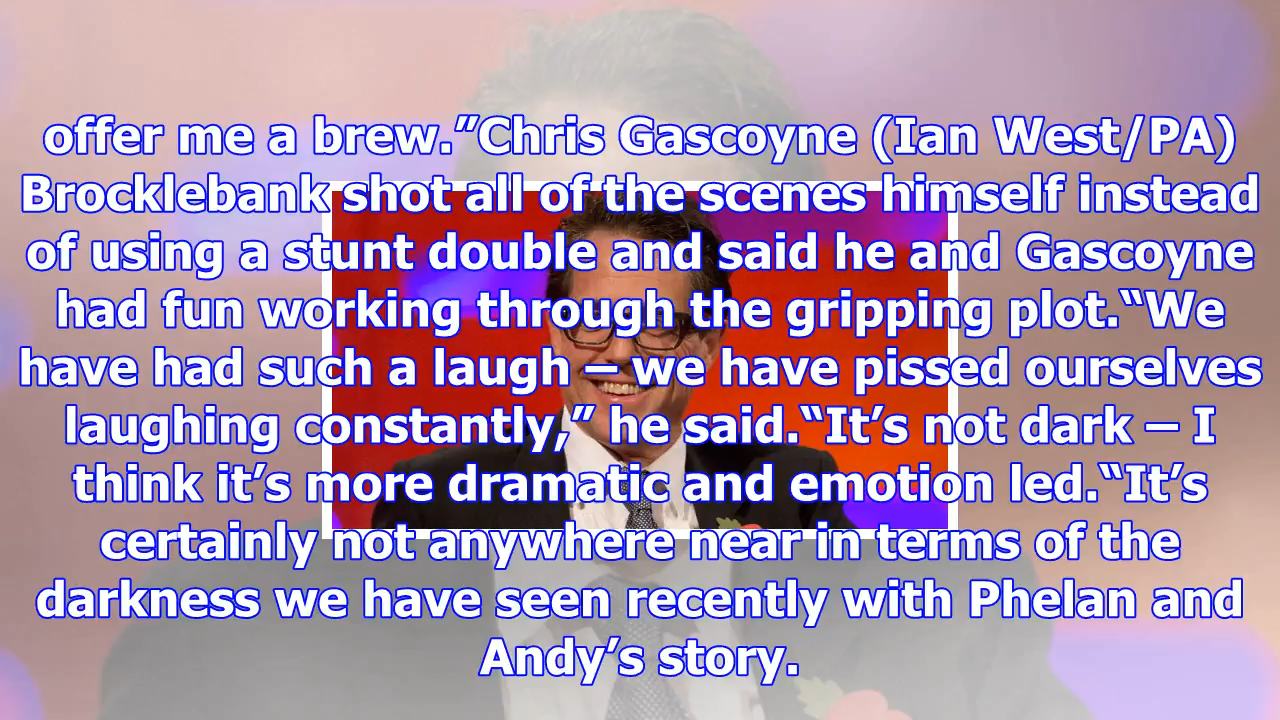 offer me a brew.”Chris Gascoyne (Ian West/PA)
Brocklebank shot all of the scenes himself instead
of using a stunt double and said he and Gascoyne
had fun working through the gripping plot.“We
have had such a laugh – we have pissed ourselves
laughing constantly,” he said.“It’s not dark – I
think it’s more dramatic and emotion led.“It’s
certainly not anywhere near in terms of the
darkness we have seen recently with Phelan and
Andy’s story.